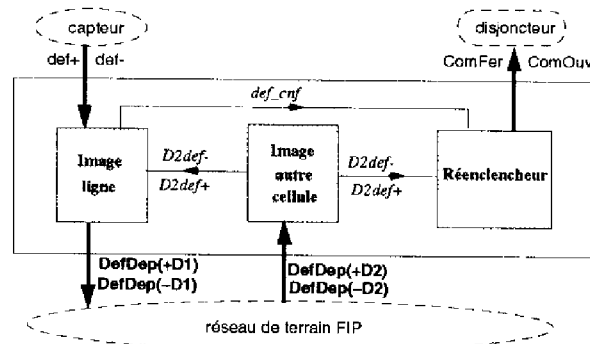 capteur
disjoncteur
def+ def-
ComFer ComOuv
def_cnf
Image
ligne
D2def-
D2def+
Image
autre
cellule
D2def-
D2def+
Réenclencheur
DefDep(+D1)
DefDep(−D1)
DefDep(+D2)
DefDep(−D2)
réseau de terrain FIP